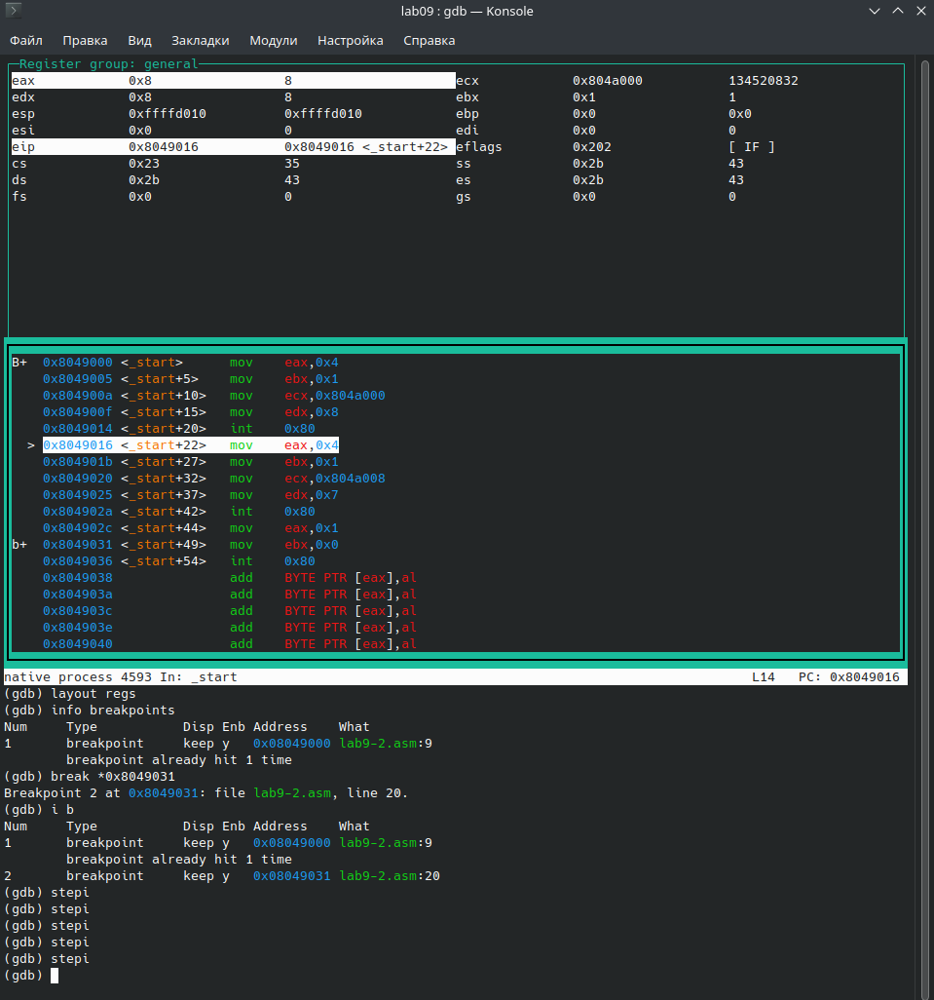 lab09 : gdb — Konsole
Файл Правка Вид Закладки Модули Настройка Справка
Register group: general
eax 0x8 8 ecx 0x804a000 134520832
edx 0x8 8 ebx 0x1 1
esp 0xffffd010 0xffffd010 ebp 0x0 0x0
esi 0x0 0 edi 0x0 0
eip 0x8049016 0x8049016 <_start+22> eflags 0x202 [ IF ]
cs 0x23 35 ss 0x2b 43
ds 0x2b 43 es 0x2b 43
fs 0x0 0 gs 0x0 0
B+ 0x8049000 <_start> mov eax,0x4
0x8049005 <_start+5> mov ebx,0x1
0x804900a <_start+10> mov ecx,0x804a000
0x804900f <_start+15> mov edx,0x8
0x8049014 <_start+20> int 0x80
> 0x8049016 <_start+22> mov eax,0x4
0x804901b <_start+27> mov ebx,0x1
0x8049020 <_start+32> mov ecx,0x804a008
0x8049025 <_start+37> mov edx,0x7
0x804902a <_start+42> int 0x80
0x804902c <_start+44> mov eax,0x1
b+ 0x8049031 <_start+49> mov ebx,0x0
0x8049036 <_start+54> int 0x80
0x8049038 add BYTE PTR [eax],al
0x804903a add BYTE PTR [eax],al
0x804903c add BYTE PTR [eax],al
0x804903e add BYTE PTR [eax],al
0x8049040 add BYTE PTR [eax],al
native process 4593 In: _start L14 PC: 0x8049016
(gdb) layout regs
(gdb) info breakpoints
Num Type Disp Enb Address What
1 breakpoint keep y 0x08049000 lab9-2.asm:9
breakpoint already hit 1 time
(gdb) break *0x8049031
Breakpoint 2 at 0x8049031: file lab9-2.asm, line 20.
(gdb) i b
Num Type Disp Enb Address What
1 breakpoint keep y 0x08049000 lab9-2.asm:9
breakpoint already hit 1 time
2 breakpoint keep y 0x08049031 lab9-2.asm:20
(gdb) stepi
(gdb) stepi
(gdb) stepi
(gdb) stepi
(gdb) stepi
(gdb)